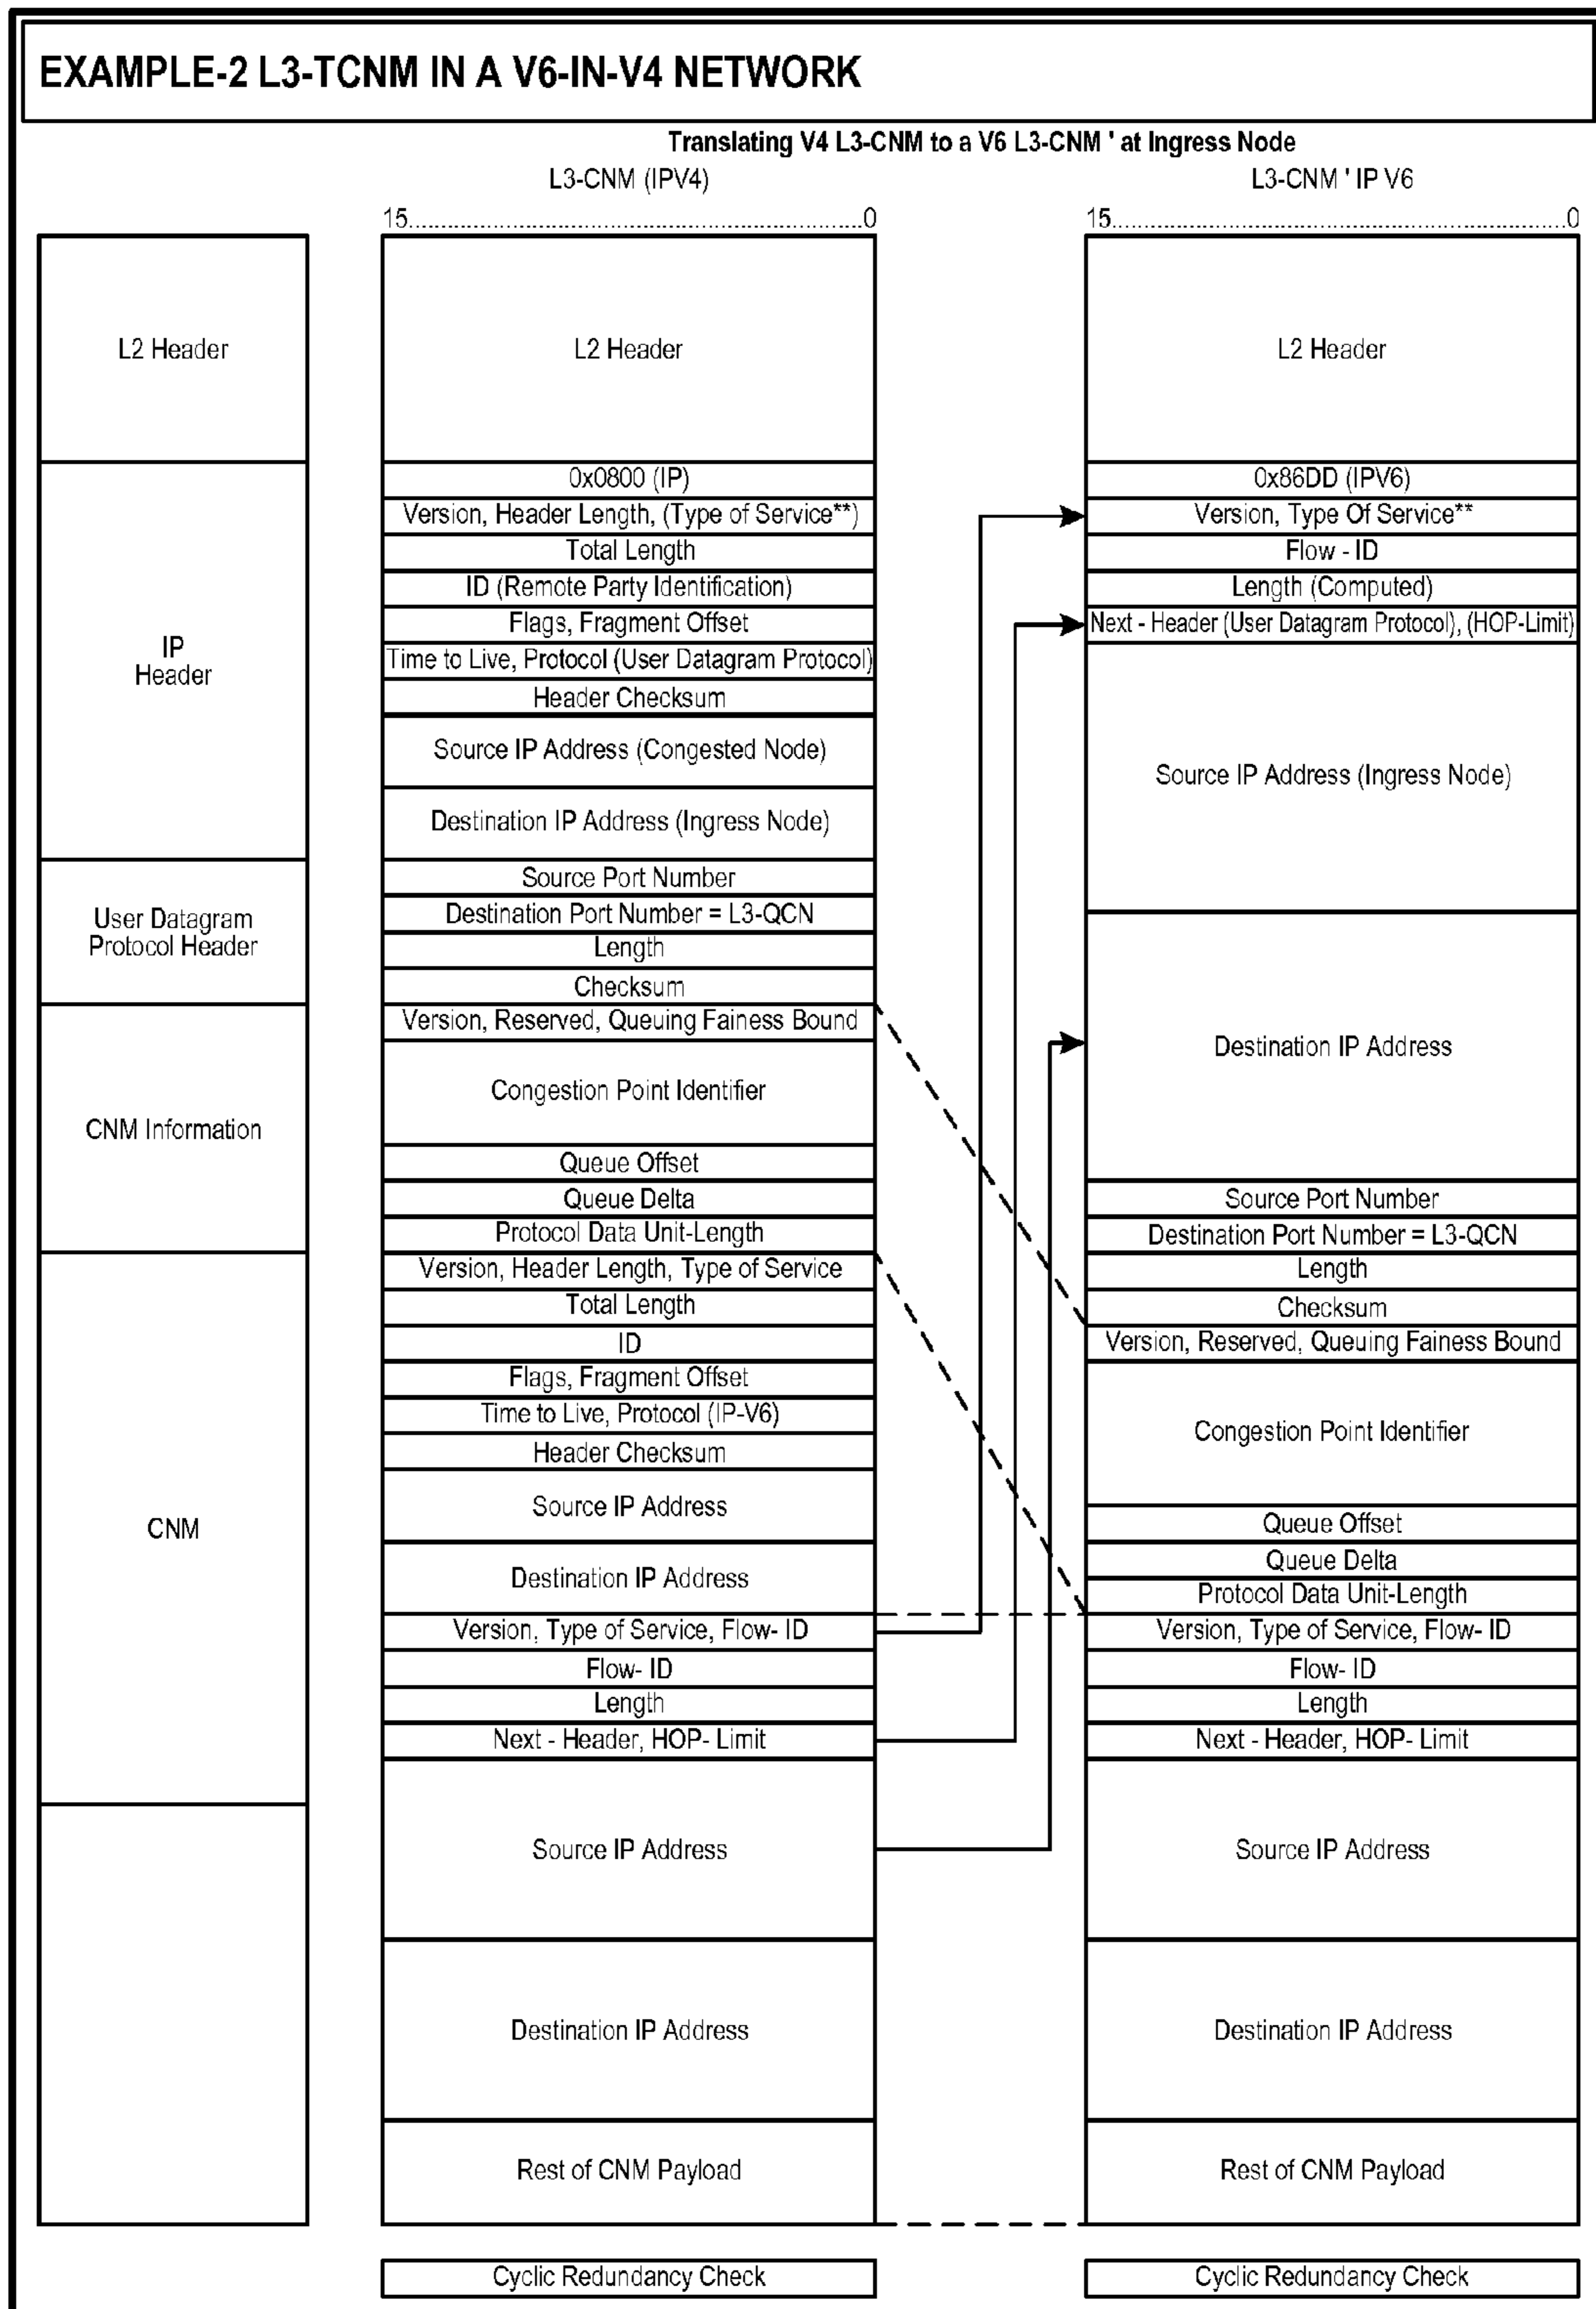 EXAMPLE-2 L3-TCNM IN A V6-IN-V4 NETWORK
Translating V4 L3-CNM to a V6 L3-CNM ' at Ingress Node
L3-CNM (IPV4)
L3-CNM ' IP V6
15.................................................................0
15.................................................................0
L2 Header
IP
Header
User Datagram
Protocol Header
CNM Information
CNM
L2 Header
0x0800 (IP)
Version, Header Length, (Type of Service**)
Total Length
ID (Remote Party Identification)
Flags, Fragment Offset
Time to Live, Protocol (User Datagram Protocol)
Header Checksum
Source IP Address (Congested Node)
Destination IP Address (Ingress Node)
Source Port Number
Destination Port Number = L3-QCN
Length
Checksum
Version, Reserved, Queuing Fainess Bound
Congestion Point Identifier
Queue Offset
Queue Delta
Protocol Data Unit-Length
Version, Header Length, Type of Service
Total Length
ID
Flags, Fragment Offset
Time to Live, Protocol (IP-V6)
Header Checksum
Source IP Address
Destination IP Address
Version, Type of Service, Flow- ID
Flow- ID
Length
Next - Header, HOP- Limit
Source IP Address
Destination IP Address
Rest of CNM Payload
Cyclic Redundancy Check
L2 Header
0x86DD (IPV6)
Version, Type Of Service**
Flow - ID
Length (Computed)
Next - Header (User Datagram Protocol), (HOP-Limit)
Source IP Address (Ingress Node)
Destination IP Address
Source Port Number
Destination Port Number = L3-QCN
Length
Checksum
Version, Reserved, Queuing Fainess Bound
Congestion Point Identifier
Queue Offset
Queue Delta
Protocol Data Unit-Length
Version, Type of Service, Flow- ID
Flow- ID
Length
Next - Header, HOP- Limit
Source IP Address
Destination IP Address
Rest of CNM Payload
Cyclic Redundancy Check